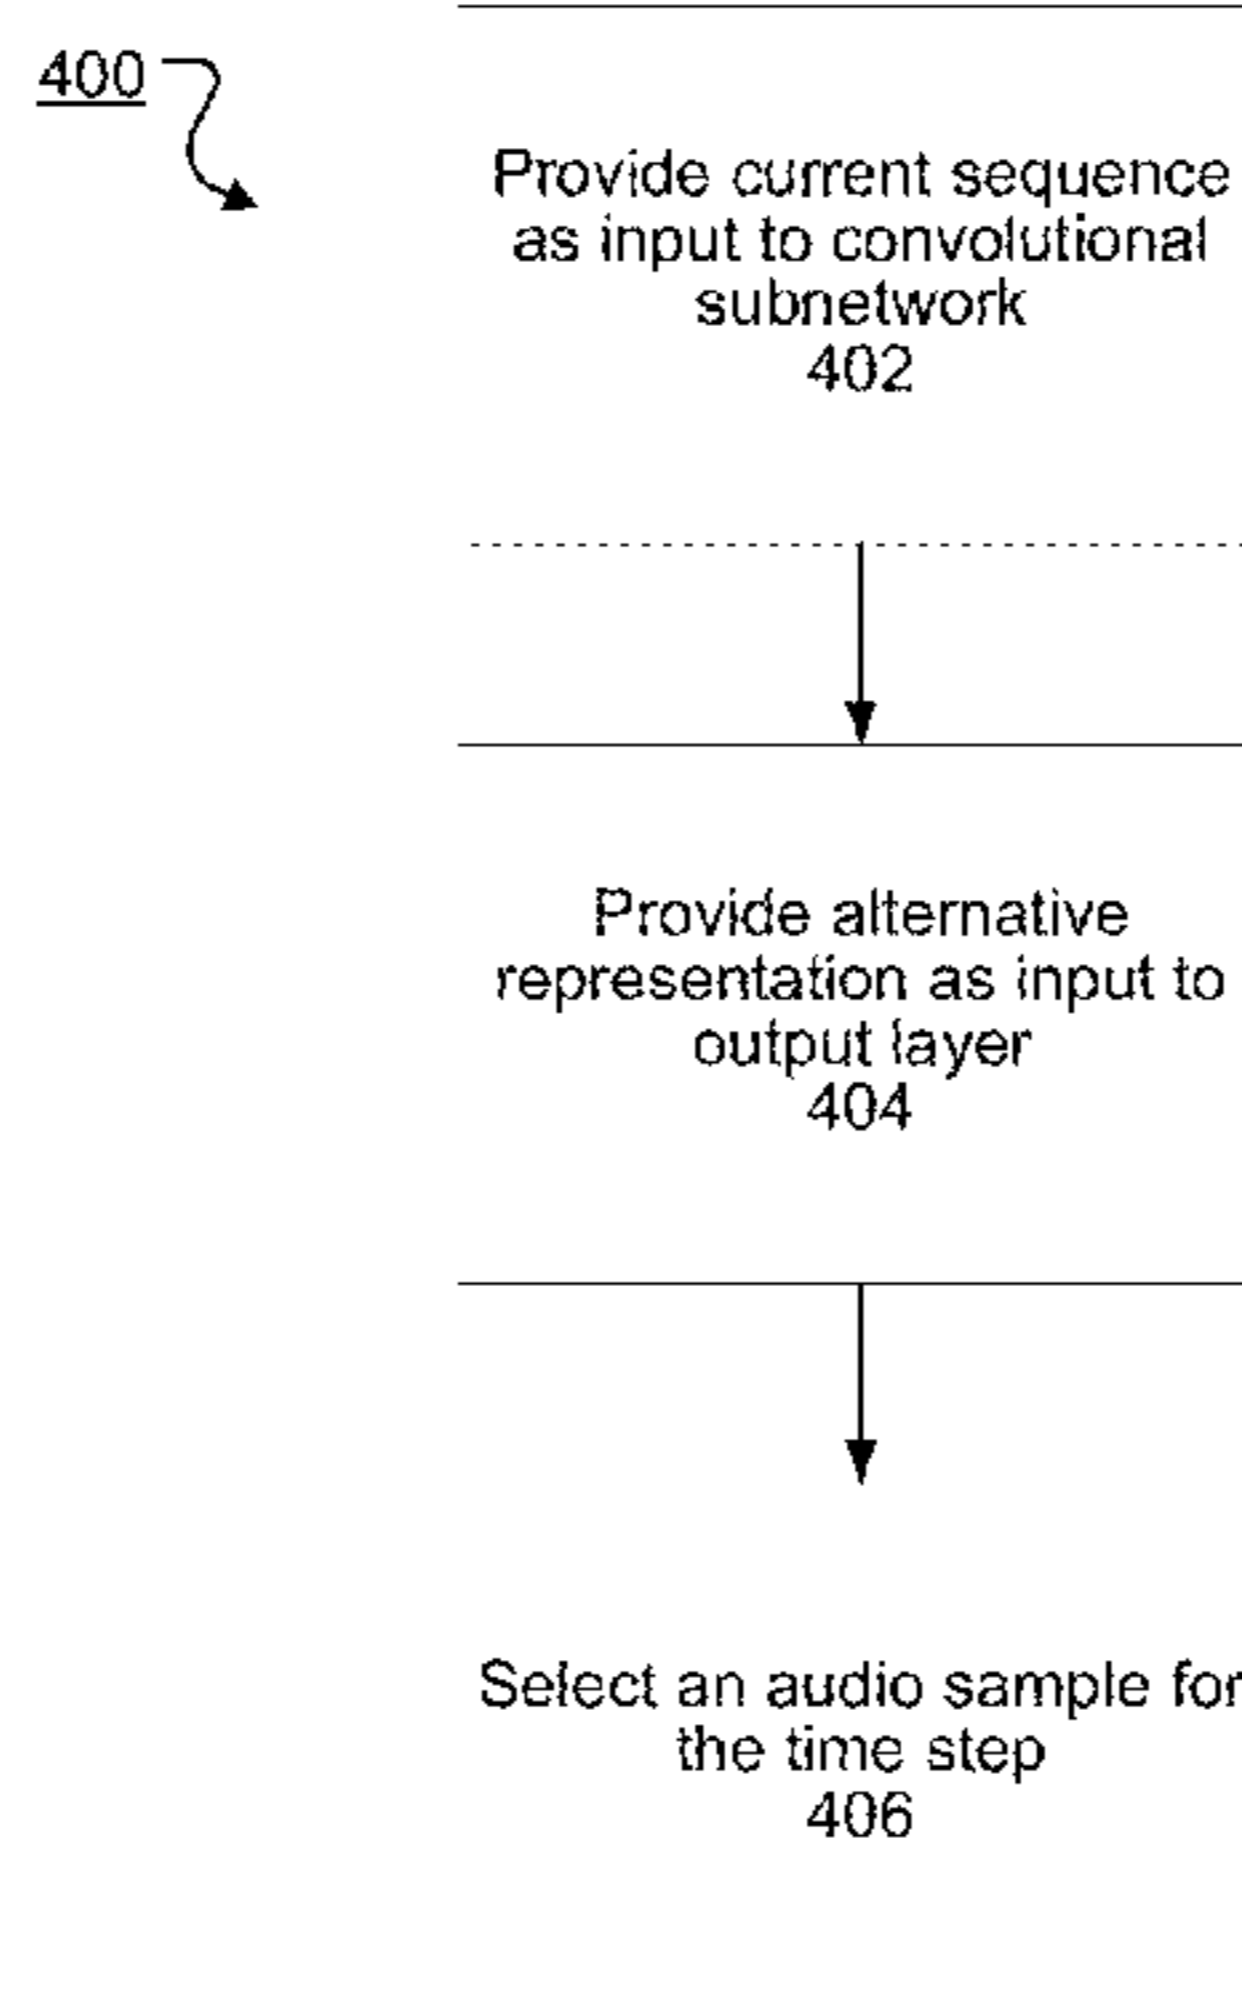 400
Provide current sequence
as input to convolutional
subnetwork
402
Provide alternative
representation as input to
output layer
404
Select an audio sample for
the time step
406